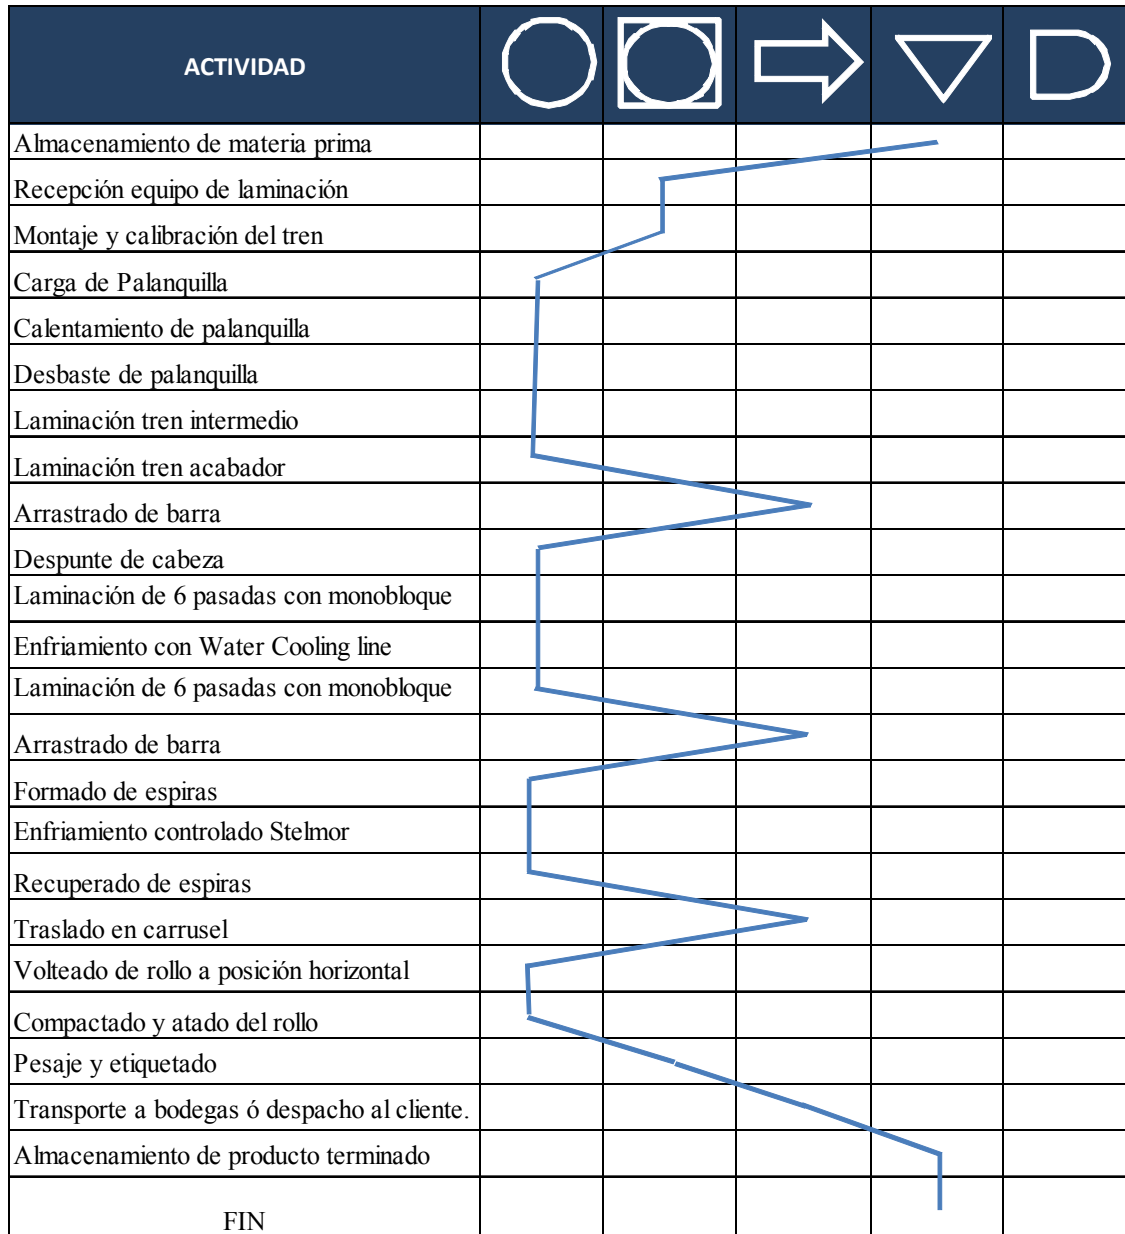 ACTIVIDAD
Almacenamiento de materia prima
Recepción equipo de laminación
Montaje y calibración del tren
Carga de Palanquilla
Calentamiento de palanquilla
Desbaste de palanquilla
Laminación tren intermedio
Laminación tren acabador
Arrastrado de barra
Despunte de cabeza
Laminación de 6 pasadas con monobloque
Enfriamiento con Water Cooling line
Laminación de 6 pasadas con monobloque
Arrastrado de barra
Formado de espiras
Enfriamiento controlado Stelmor
Recuperado de espiras
Traslado en carrusel
Volteado de rollo a posición horizontal
Compactado y atado del rollo
Pesaje y etiquetado
Transporte a bodegas ó despacho al cliente.
Almacenamiento de producto terminado
FIN